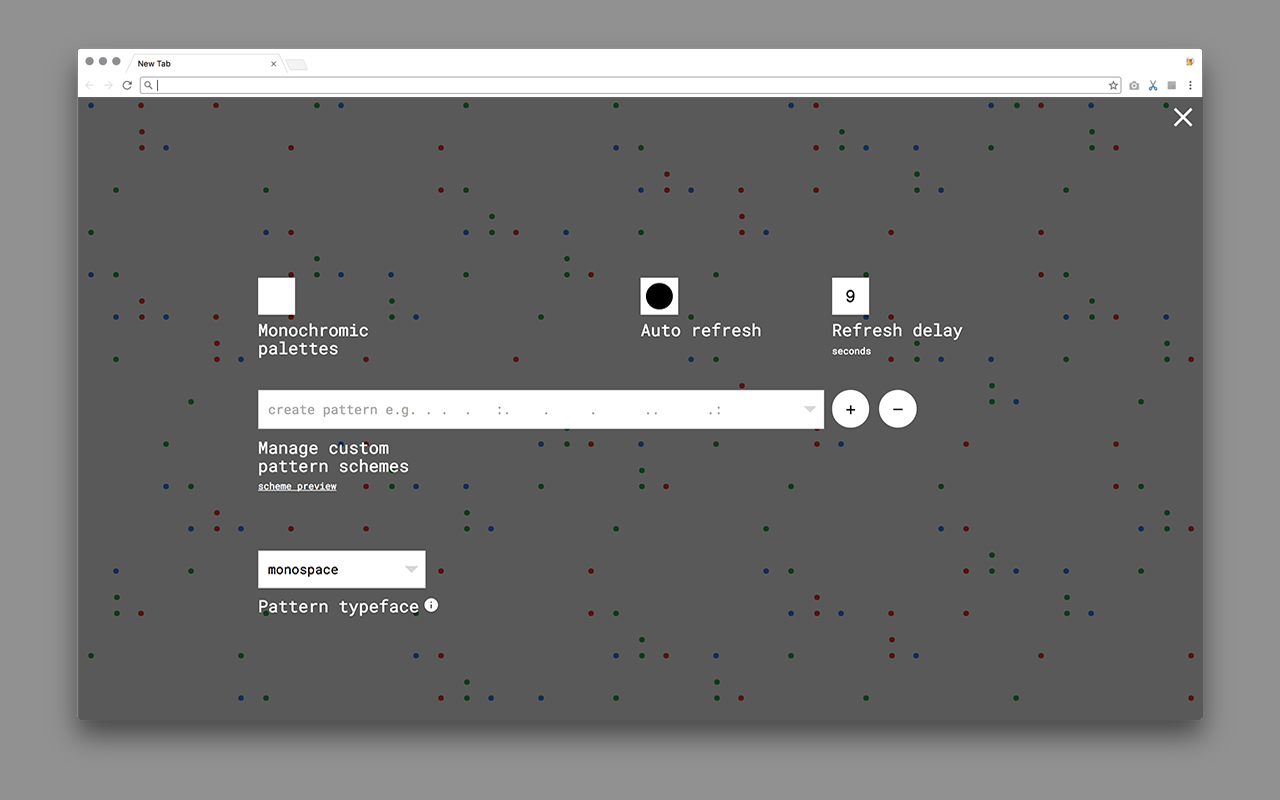 New Tab
9
Monochromic
palettes
Auto refresh
Refresh delay
seconds
create pattern e.g. . . .  .   :.    .     .      ..      .:
+ −
Manage custom
pattern schemes
scheme preview
monospace
Pattern typeface i